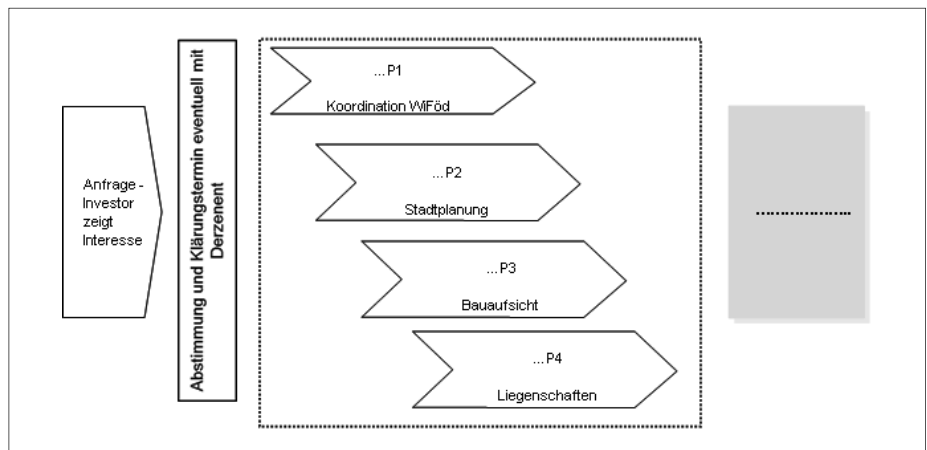 Anfrage -
Investor
zeigt
Interesse
Abstimmung und Klärungstermin eventuell mit
Derzenent
...P1
Koordination WiFöd
...P2
Stadtplanung
...P3
Bauaufsicht
...P4
Liegenschaften
...................